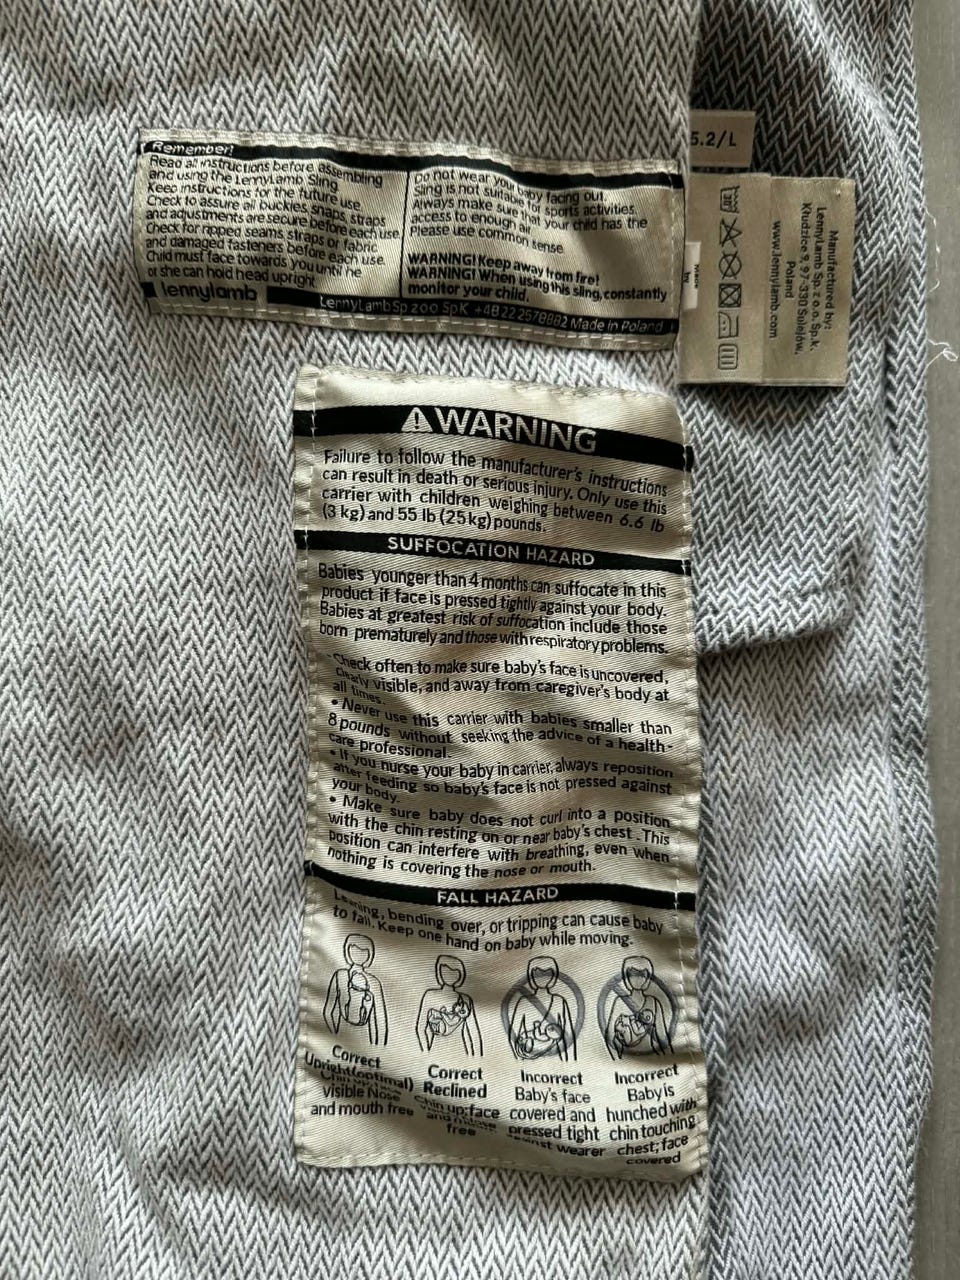 Remember!
Read all instructions before assembling
and using the LennyLamb Sling
Keep instructions for the future use.
Check to assure all buckles, snaps, straps
and adjustments are secure before each use
Check for ripped seams straps or fabric
and damaged fasteners before each use.
Child must face towards you until he
or she can hold head upright.
Do not wear your baby facing out.
Sling is not suitable for sports activities.
Always make sure that your child has the
access to enough air.
Please use common sense
WARNING! Keep away from fire!
WARNING! When using this sling, constantly
monitor your child.
lennylamb
LennyLamb Sp zoo Sp.K +48 22 2578882 Made in Poland
5.2/L
Manufactured by:
LennyLamb Sp. z o.o. Sp.k.
Kłudzice 9, 97-330 Sulejów,
Poland
www.lennylamb.com
WARNING
Failure to follow the manufacturer's instructions
can result in death or serious injury. Only use this
carrier with children weighing between 6.6 lb
(3 kg) and 55 lb (25 kg) pounds.
SUFFOCATION HAZARD
Babies younger than 4 months can suffocate in this
product if face is pressed tightly against your body.
Babies at greatest risk of suffocation include those
born prematurely and those with respiratory problems.
Check often to make sure baby's face is uncovered,
clearly visible, and away from caregiver's body at
all times.
• Never use this carrier with babies smaller than
8 pounds without seeking the advice of a health-
care professional
• If you nurse your baby in carrier, always reposition
after feeding so baby's face is not pressed against
your body.
• Make sure baby does not curl into a position
with the chin resting on or near baby's chest. This
position can interfere with breathing, even when
nothing is covering the nose or mouth.
FALL HAZARD
Leaning, bending over, or tripping can cause baby
to fall. Keep one hand on baby while moving.
Correct
Upright (optimal)
Chin up; face
visible Nose
and mouth free
Correct
Reclined
Chin up; face
free
Incorrect
Baby's face
covered and
pressed tight
against wearer
Incorrect
Baby is
hunched with
chin touching
chest; face
covered